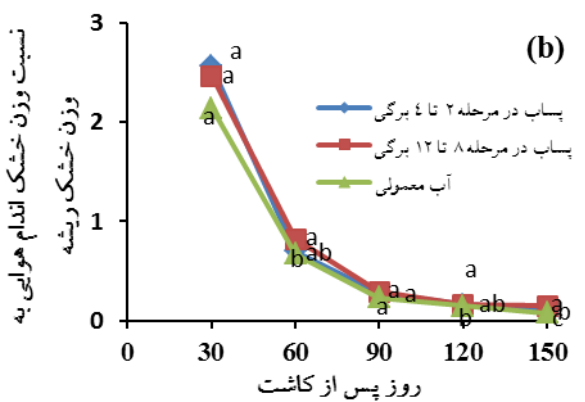 (b)
نسبت وزن خشک اندام هوایی به
وزن خشک ریشه
3
2
1
0
پساب در مرحله ۲ تا ٤ برگی
پساب در مرحله ۸ تا ۱۲ برگی
آب معمولی
a
a
a
a
ab
b
a
a
a
a
ab
b
a
b
c
0
30
60
90
120
150
روز پس از کاشت